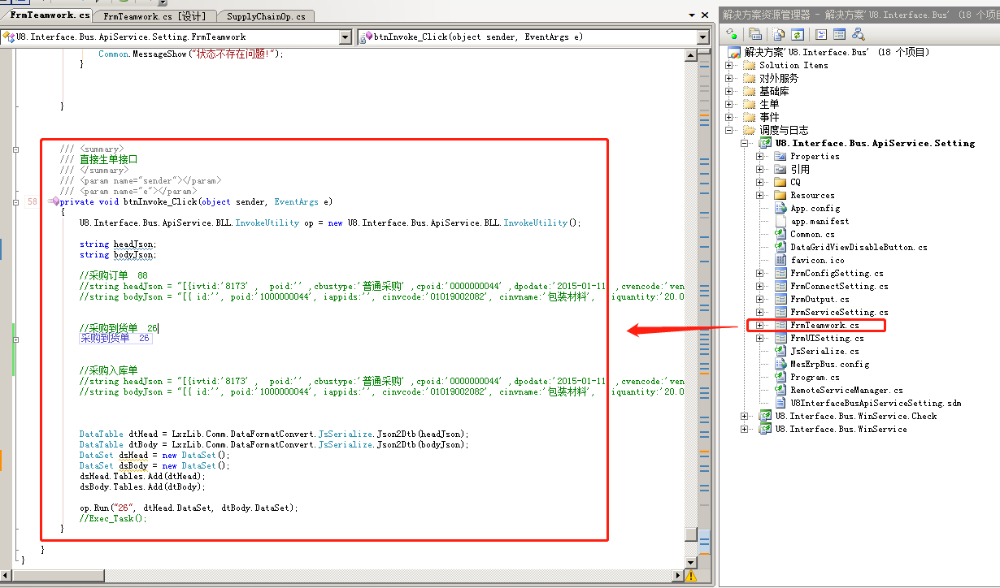 FrmTeamwork.cs
FrmTeamwork.cs [设计]
SupplyChainOp.cs
U8.Interface.Bus.ApiService.Setting.FrmTeamwork
btnInvoke_Click(object sender, EventArgs e)
Common.MessageShow("状态不存在问题!");
}
}
/// <summary>
/// 直接生单接口
/// </summary>
/// <param name="sender"></param>
/// <param name="e"></param>
58
private void btnInvoke_Click(object sender, EventArgs e)
{
U8.Interface.Bus.ApiService.BLL.InvokeUtility op = new U8.Interface.Bus.ApiService.BLL.InvokeUtility();
string headJson;
string bodyJson;
//采购订单  88
//string headJson = "[{ivtid:'8173' ,  poid:'' ,cbustype:'普通采购' ,cpoid:'0000000044' ,dpodate:'2015-01-11  ,cvencode:'ven
//string bodyJson = "[{ id:'', poid:'1000000044', iappids:'', cinvcode:'01019002082', cinvname:'包装材料',   iquantity:'20.0
//采购到货单  26
采购到货单  26
//采购入库单
//string headJson = "[{ivtid:'8173' ,  poid:'' ,cbustype:'普通采购' ,cpoid:'0000000044' ,dpodate:'2015-01-11  ,cvencode:'ven
//string bodyJson = "[{ id:'', poid:'1000000044', iappids:'', cinvcode:'01019002082', cinvname:'包装材料',   iquantity:'20.0
DataTable dtHead = LxzLib.Comm.DataFormatConvert.JsSerialize.Json2Dtb(headJson);
DataTable dtBody = LxzLib.Comm.DataFormatConvert.JsSerialize.Json2Dtb(bodyJson);
DataSet dsHead = new DataSet();
DataSet dsBody = new DataSet();
dsHead.Tables.Add(dtHead);
dsBody.Tables.Add(dtBody);
op.Run("26", dtHead.DataSet, dtBody.DataSet);
//Exec_Task();
}
}
}
解决方案资源管理器 - 解决方案'U8.Interface.Bus' (18 个项目
解决方案'U8.Interface.Bus' (18 个项目)
Solution Items
对外服务
基础库
生单
事件
调度与日志
U8.Interface.Bus.ApiService.Setting
Properties
引用
CQ
Resources
App.config
app.manifest
Common.cs
DataGridViewDisableButton.cs
favicon.ico
FrmConfigSetting.cs
FrmConnectSetting.cs
FrmOutput.cs
FrmServiceSetting.cs
FrmTeamwork.cs
FrmUISetting.cs
JsSerialize.cs
MesErpBus.config
Program.cs
RemoteServiceManager.cs
U8InterfaceBusApiServiceSetting.sdm
U8.Interface.Bus.WinService.Check
U8.Interface.Bus.WinService